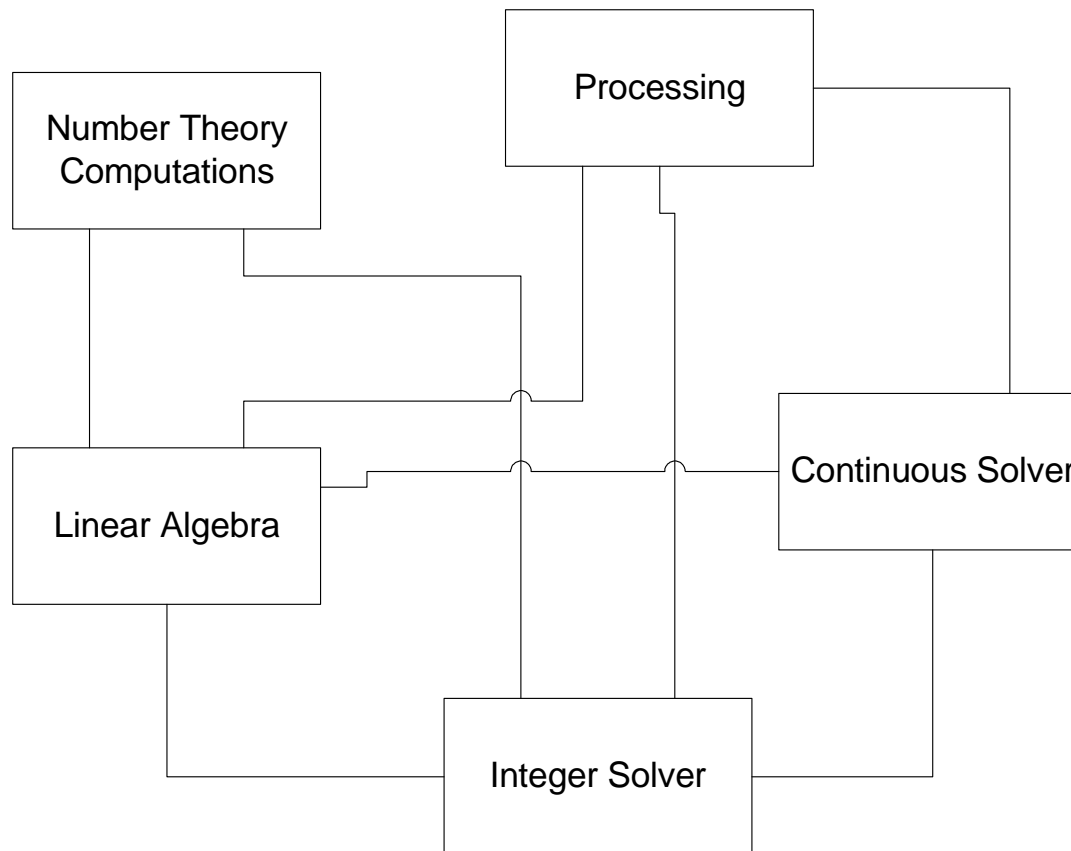 Processing
Number Theory
Computations
Continuous Solver
Linear Algebra
Integer Solver